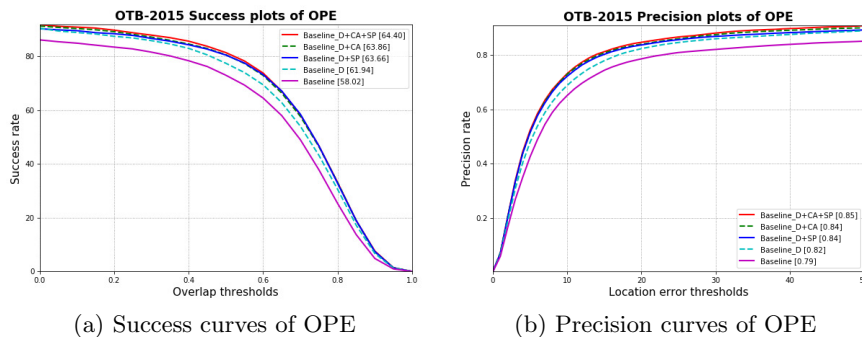 OTB-2015 Success plots of OPE
Baseline_D+CA+SP [64.40]
Baseline_D+CA [63.86]
Baseline_D+SP [63.66]
Baseline_D [61.94]
Baseline [58.02]
80
60
40
20
0
0.0 0.2 0.4 0.6 0.8 1.0
Success rate
Overlap thresholds
(a) Success curves of OPE
OTB-2015 Precision plots of OPE
0.8
0.6
0.4
0.2
0 10 20 30 40 50
Precision rate
Baseline_D+CA+SP [0.85]
Baseline_D+CA [0.84]
Baseline_D+SP [0.84]
Baseline_D [0.82]
Baseline [0.79]
Location error thresholds
(b) Precision curves of OPE